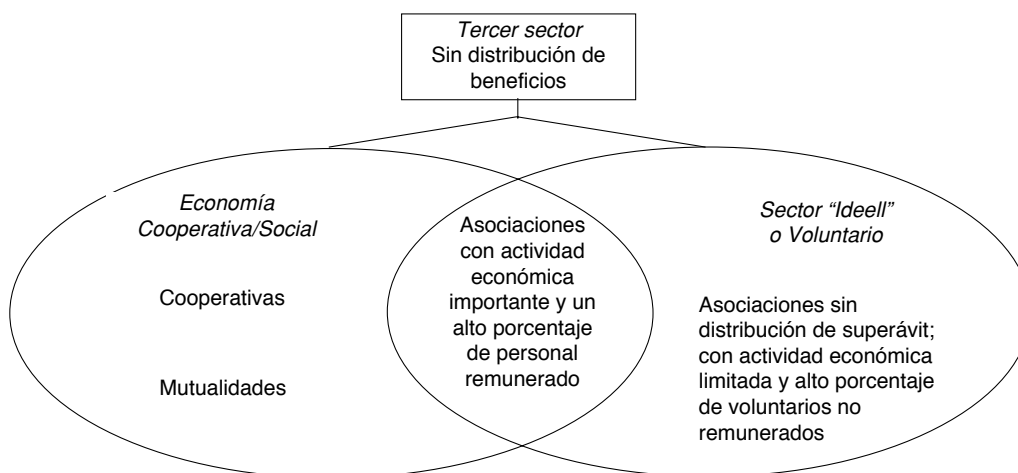 Tercer sector
Sin distribución de
beneficios
Economía
Cooperativa/Social
Cooperativas
Mutualidades
Asociaciones
con actividad
económica
importante y un
alto porcentaje
de personal
remunerado
Sector “Ideell”
o Voluntario
Asociaciones sin
distribución de superávit;
con actividad económica
limitada y alto porcentaje
de voluntarios no
remunerados